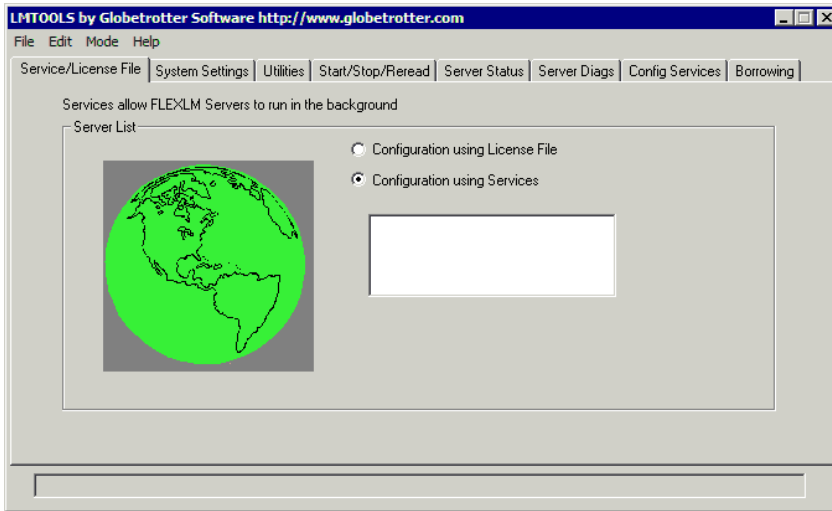 LMTOOLS by Globetrotter Software http://www.globetrotter.com
File Edit Mode Help
Service/License File System Settings Utilities Start/Stop/Reread Server Status Server Diags Config Services Borrowing
Services allow FLEXLM Servers to run in the background
Server List
Configuration using License File
Configuration using Services